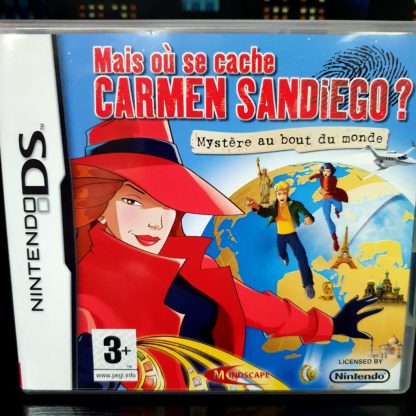 Mais où se cache
CARMEN SANDIEGO ?
Mystère au bout du monde
NINTENDO DS
TM
3+
www.pegi.info
MINDSCAPE
LICENSED BY
Nintendo